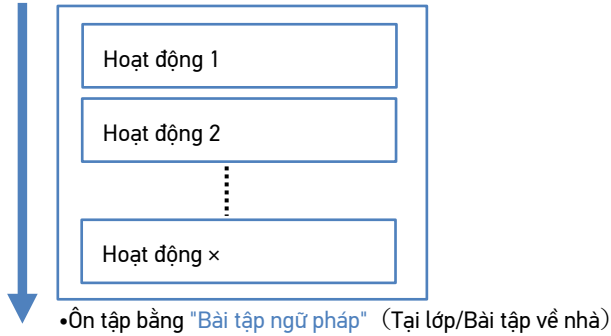 Hoạt động 1
Hoạt động 2
Hoạt động ×
•Ôn tập bằng "Bài tập ngữ pháp"（Tại lớp/Bài tập về nhà）